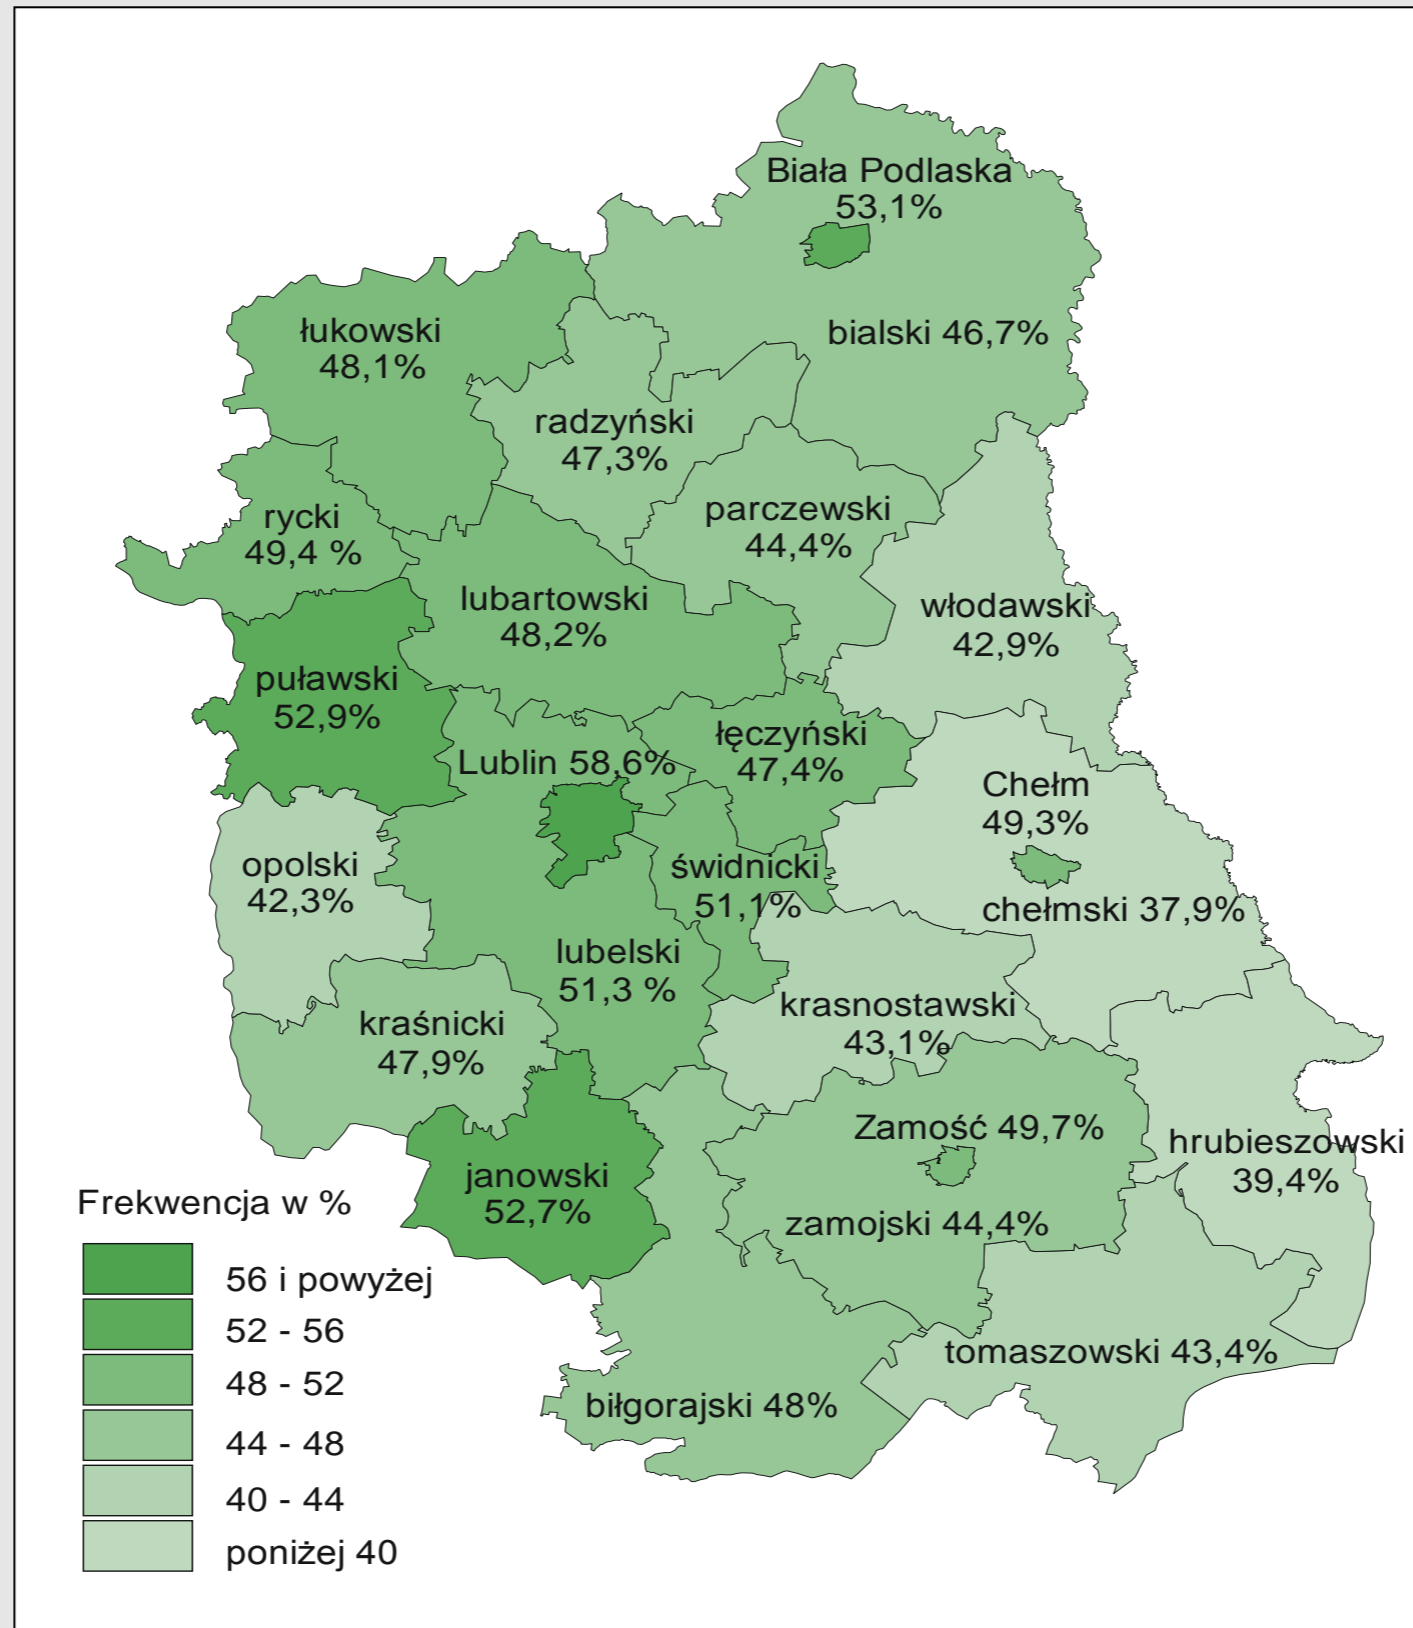 Biała Podlaska
53,1%
bialski 46,7%
łukowski
48,1%
radzyński
47,3%
parczewski
44,4%
rycki
49,4 %
lubartowski
48,2%
włodawski
42,9%
puławski
52,9%
łęczyński
47,4%
Lublin 58,6%
Chełm
49,3%
chełmski 37,9%
opolski
42,3%
świdnicki
51,1%
lubelski
51,3 %
krasnostawski
43,1%
kraśnicki
47,9%
Zamość 49,7%
zamojski 44,4%
hrubieszowski
39,4%
janowski
52,7%
tomaszowski 43,4%
biłgorajski 48%
Frekwencja w %
56 i powyżej
52 - 56
48 - 52
44 - 48
40 - 44
poniżej 40